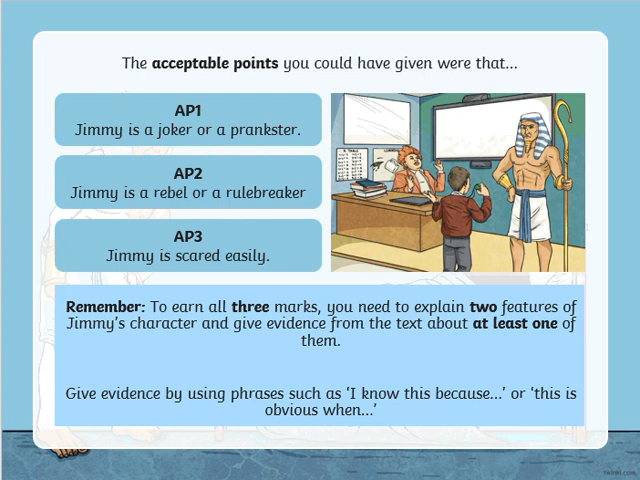 The acceptable points you could have given were that…
AP1
Jimmy is a joker or a prankster.
AP2
Jimmy is a rebel or a rulebreaker
AP3
Jimmy is scared easily.
Remember: To earn all three marks, you need to explain two features of
Jimmy’s character and give evidence from the text about at least one of
them.
Give evidence by using phrases such as ‘I know this because…’ or ‘this is
obvious when…’
twinkl.com